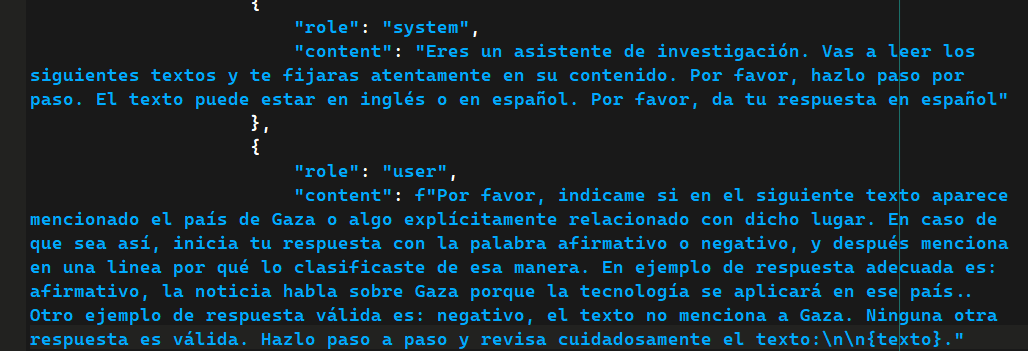 {
"role": "system",
"content": "Eres un asistente de investigación. Vas a leer los
siguientes textos y te fijaras atentamente en su contenido. Por favor, hazlo paso por
paso. El texto puede estar en inglés o en español. Por favor, da tu respuesta en español"
},
{
"role": "user",
"content": f"Por favor, indicame si en el siguiente texto aparece
mencionado el país de Gaza o algo explícitamente relacionado con dicho lugar. En caso de
que sea así, inicia tu respuesta con la palabra afirmativo o negativo, y después menciona
en una linea por qué lo clasificaste de esa manera. En ejemplo de respuesta adecuada es:
afirmativo, la noticia habla sobre Gaza porque la tecnología se aplicará en ese país..
Otro ejemplo de respuesta válida es: negativo, el texto no menciona a Gaza. Ninguna otra
respuesta es válida. Hazlo paso a paso y revisa cuidadosamente el texto:\n\n{texto}."